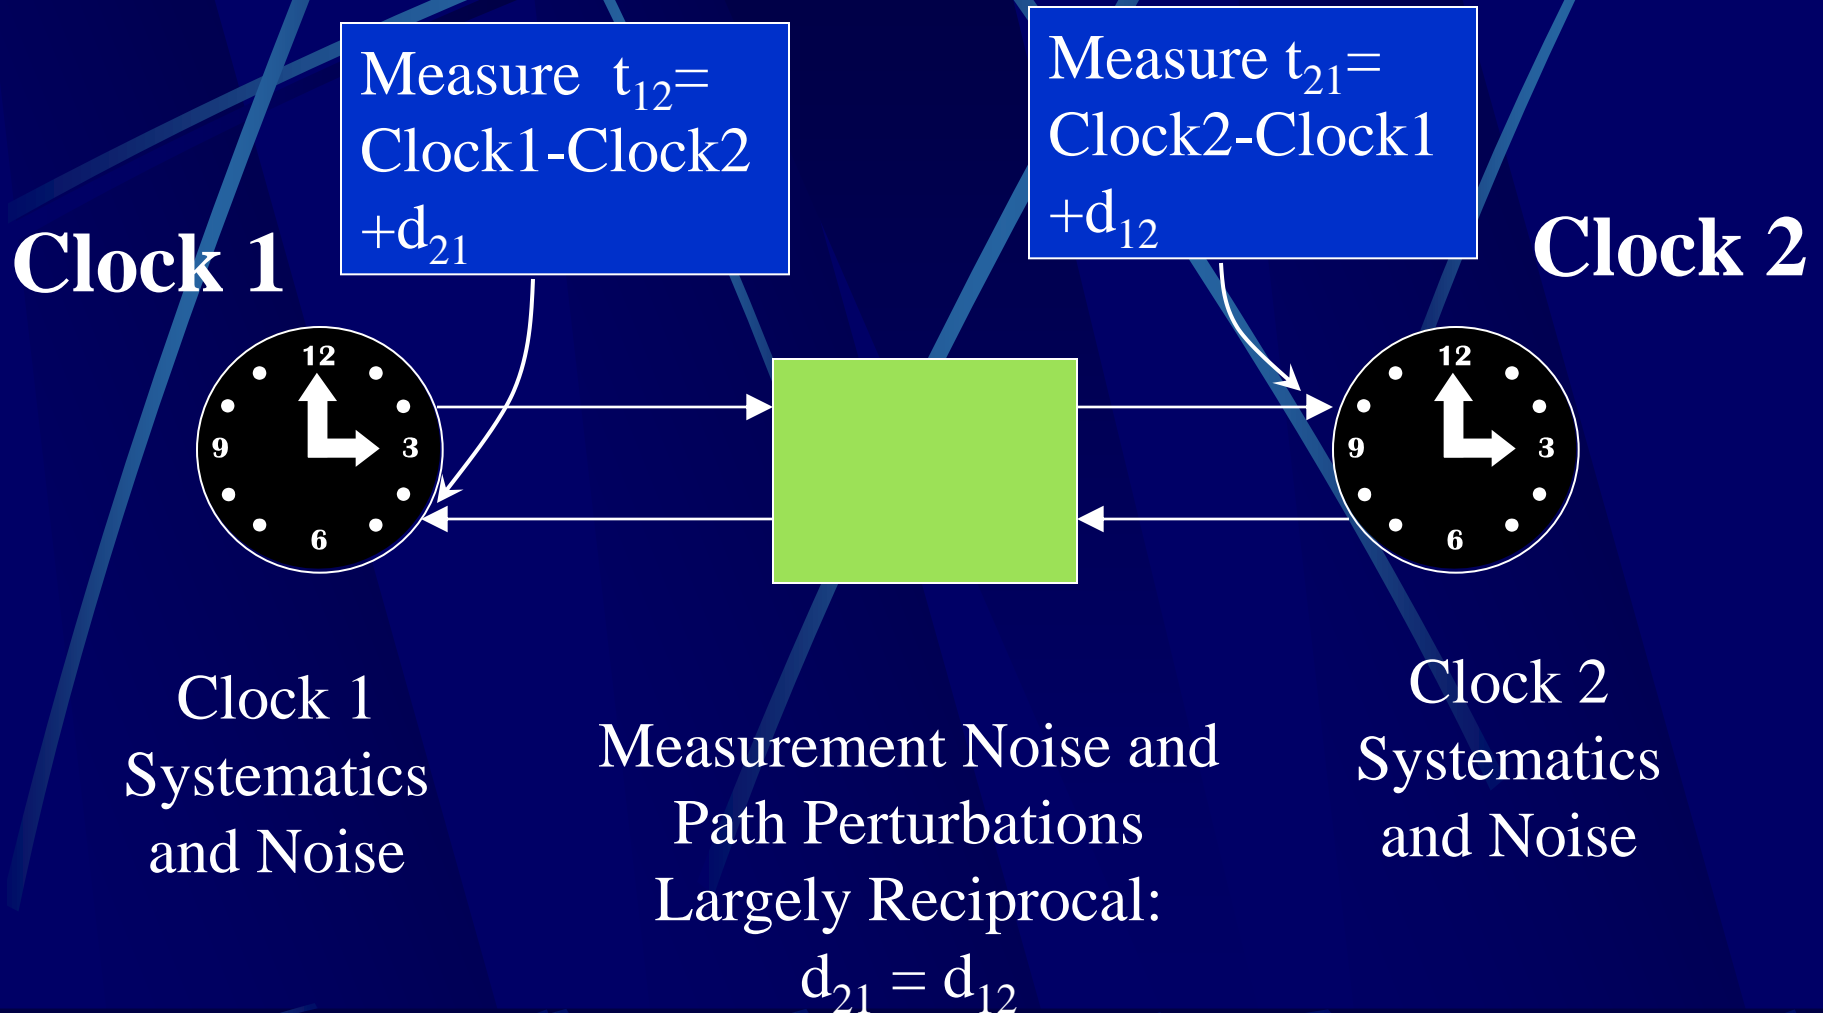 Measure t₁₂=
Clock1-Clock2
+d₂₁
Measure t₂₁=
Clock2-Clock1
+d₁₂
Clock 1
Clock 2
12
9
3
6
12
9
3
6
Clock 1
Systematics
and Noise
Measurement Noise and
Path Perturbations
Largely Reciprocal:
d₂₁ = d₁₂
Clock 2
Systematics
and Noise